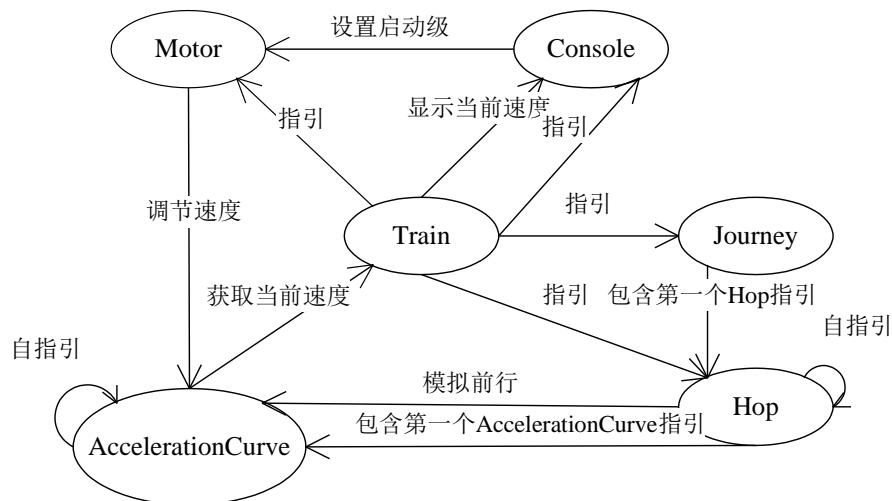 设置启动级
Motor
Console
显示当前速度
指引
指引
调节速度
指引
Train
Journey
获取当前速度
指引
包含第一个Hop指引
自指引
自指引
模拟前行
Hop
包含第一个AccelerationCurve指引
AccelerationCurve